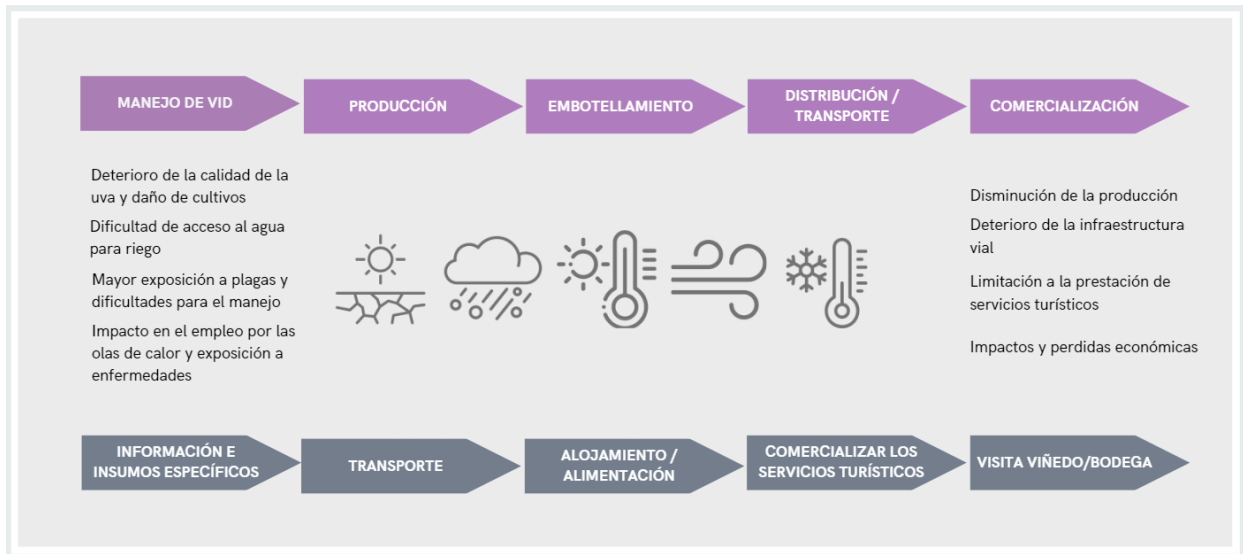 MANEJO DE VID
PRODUCCIÓN
EMBOTELLAMIENTO
DISTRIBUCIÓN /
TRANSPORTE
COMERCIALIZACIÓN
Deterioro de la calidad de la
uva y daño de cultivos
Dificultad de acceso al agua
para riego
Mayor exposición a plagas y
dificultades para el manejo
Impacto en el empleo por las
olas de calor y exposición a
enfermedades
Disminución de la producción
Deterioro de la infraestructura
vial
Limitación a la prestación de
servicios turísticos
Impactos y perdidas económicas
INFORMACIÓN E
INSUMOS ESPECÍFICOS
TRANSPORTE
ALOJAMIENTO /
ALIMENTACIÓN
COMERCIALIZAR LOS
SERVICIOS TURÍSTICOS
VISITA VIÑEDO/BODEGA